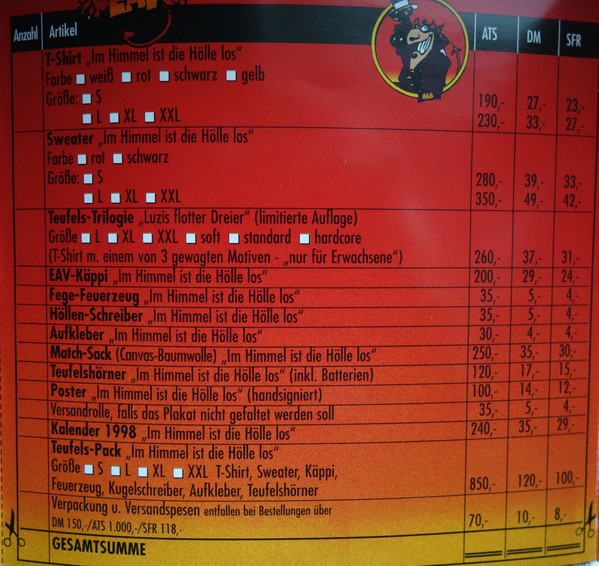 EAV
Anzahl Artikel ATS DM SFR
T-Shirt „Im Himmel ist die Hölle los“
Farbe weiß rot schwarz gelb
Größe: S 190,- 27,- 23,-
L XL XXL 230,- 33,- 27,-
666
Sweater „Im Himmel ist die Hölle los“
Farbe rot schwarz
Größe: S 280,- 39,- 33,-
L XL XXL 350,- 49,- 42,-
Teufels-Trilogie „Luzis flotter Dreier“ (limitierte Auflage)
Größe L XL XXL soft standard hardcore
(T-Shirt m. einem von 3 gewagten Motiven - „nur für Erwachsene“) 260,- 37,- 31,-
EAV-Käppi „Im Himmel ist die Hölle los“ 200,- 29,- 24,-
Fege-Feuerzeug „Im Himmel ist die Hölle los“ 35,- 5,- 4,-
Höllen-Schreiber „Im Himmel ist die Hölle los“ 35,- 5,- 4,-
Aufkleber „Im Himmel ist die Hölle los“ 30,- 4,- 4,-
Match-Sack (Canvas-Baumwolle) „Im Himmel ist die Hölle los“ 250,- 35,- 30,-
Teufelshörner „Im Himmel ist die Hölle los“ (inkl. Batterien) 120,- 17,- 15,-
Poster „Im Himmel ist die Hölle los“ (handsigniert) 100,- 14,- 12,-
Versandrolle, falls das Plakat nicht gefaltet werden soll 35,- 5,- 4,-
Kalender 1998 „Im Himmel ist die Hölle los“ 240,- 35,- 29,-
Teufels-Pack „Im Himmel ist die Hölle los“
Größe S L XL XXL T-Shirt, Sweater, Käppi,
Feuerzeug, Kugelschreiber, Aufkleber, Teufelshörner 850,- 120,- 100,-
Verpackung u. Versandspesen entfallen bei Bestellungen über
DM 150,-/ATS 1.000,-/SFR 118,- 70,- 10,- 8,-
GESAMTSUMME